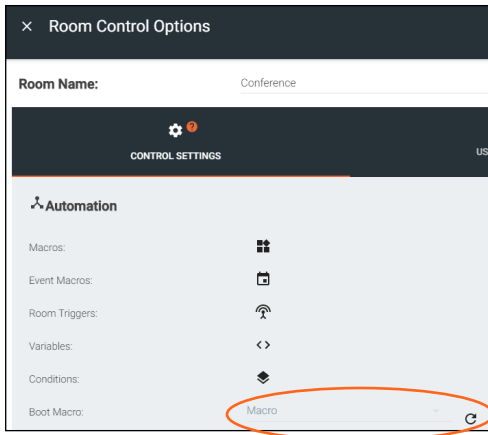 × Room Control Options
Room Name: Conference
?
CONTROL SETTINGS
US
Automation
Macros:
Event Macros:
Room Triggers:
Variables:
Conditions:
Boot Macro: Macro